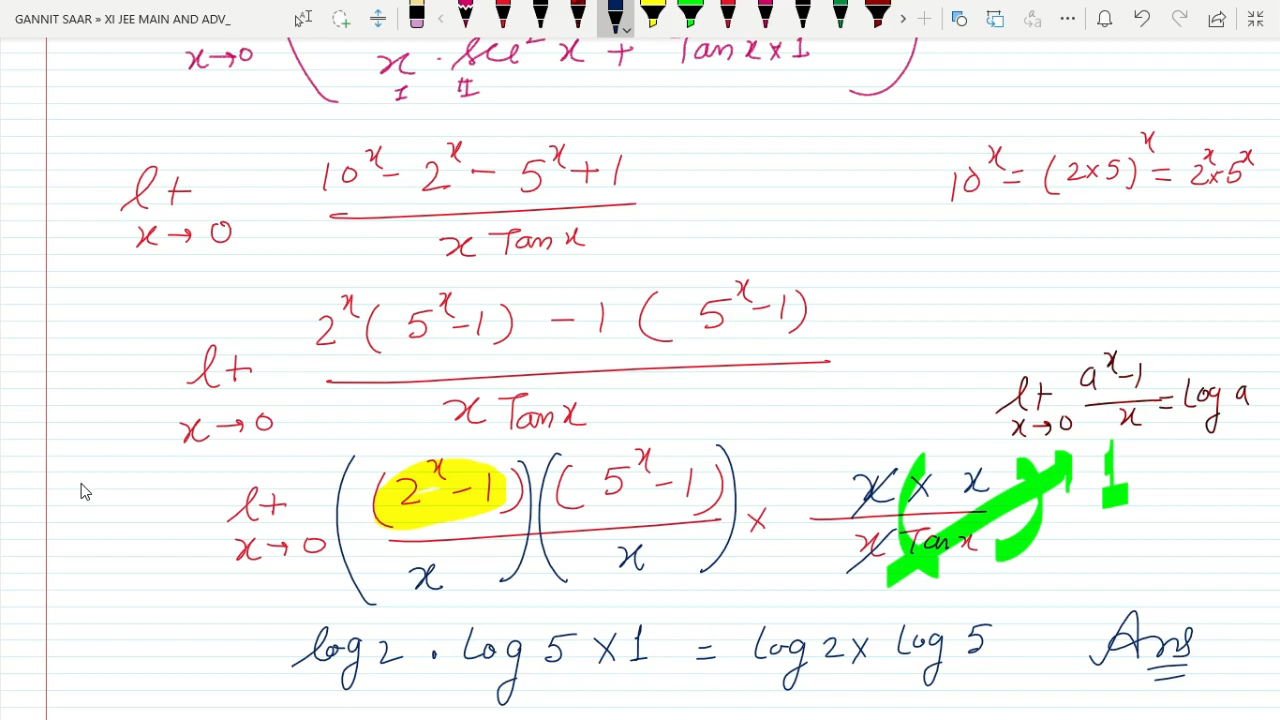 GANNIT SAAR » XI JEE MAIN AND ADV_
x→0 ( x · sec² x + Tan x × 1 )
I II
lt x→0 10^x - 2^x - 5^x + 1 / x Tan x
10^x = (2×5)^x = 2^x × 5^x
lt x→0 2^x ( 5^x - 1 ) - 1 ( 5^x - 1 ) / x Tan x
lt x→0 a^x - 1 / x = log a
lt x→0 ( (2^x - 1) / x ) ( ( 5^x - 1 ) / x ) × x × x / x Tan x 1
log 2 . log 5 × 1 = log 2 × log 5 Ans